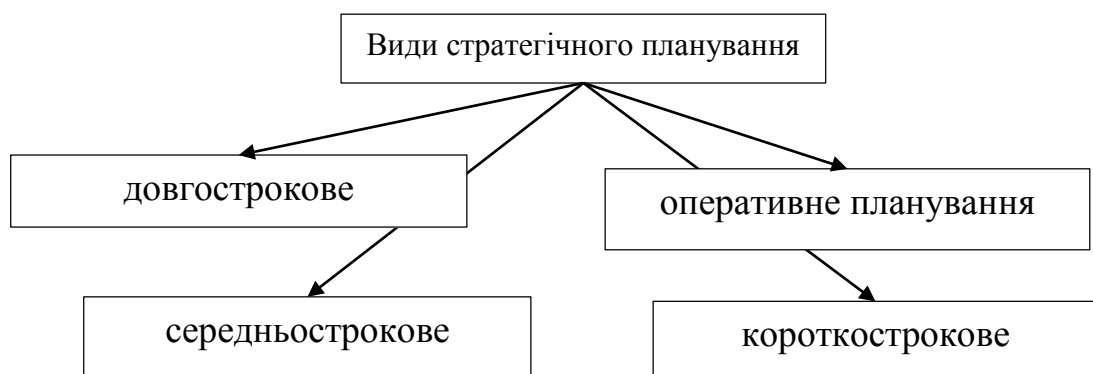 Види стратегічного планування
довгострокове
оперативне планування
середньострокове
короткострокове